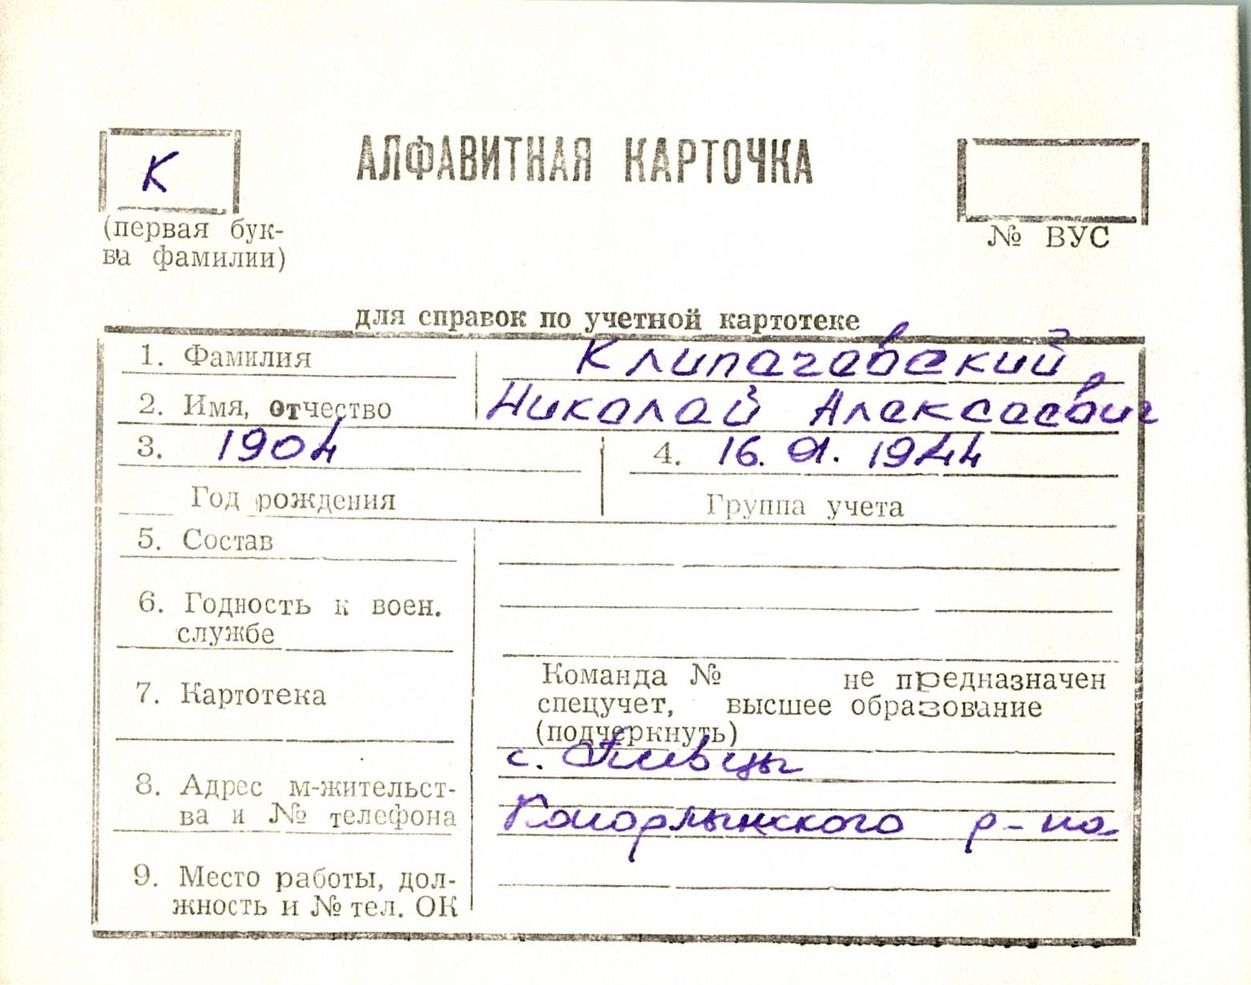 К
АЛФАВИТНАЯ КАРТОЧКА
(первая бук-
ва фамилии)
№ ВУС
для справок по учетной картотеке
1. Фамилия Клипачевский
2. Имя, отчество Николай Алексеевич
3. 1904 4. 16. 01. 1944
Год рождения Группа учета
5. Состав
6. Годность к воен.
службе
7. Картотека
Команда № не предназначен
спецучет, высшее образование
(подчеркнуть)
с.
8. Адрес м-жительст-
ва и № телефона
р-на
9. Место работы, дол-
жность и № тел. ОК